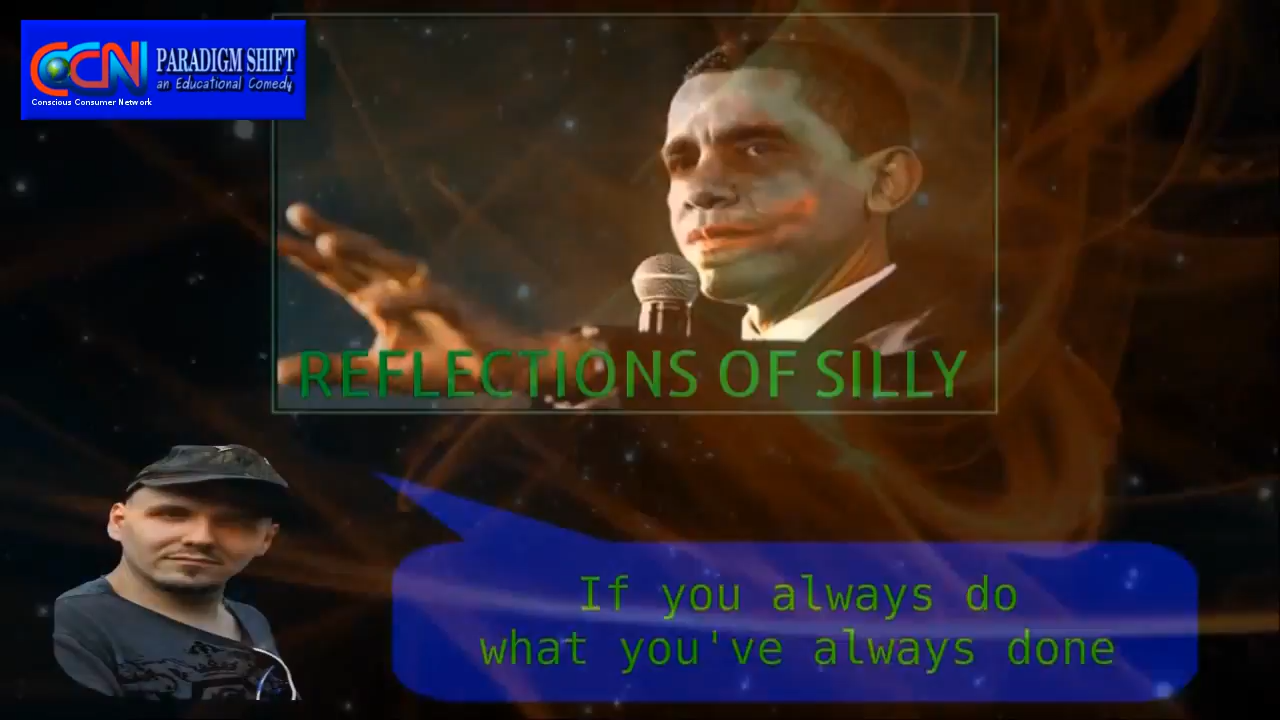 CCN PARADIGM SHIFT
an Educational Comedy
Conscious Consumer Network
REFLECTIONS OF SILLY
If you always do
what you've always done